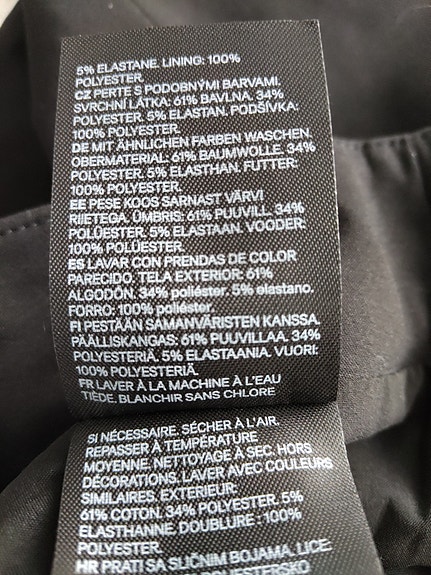 5% ELASTANE. LINING: 100%
POLYESTER.
CZ PERTE S PODOBNÝMI BARVAMI.
SVRCHNÍ LÁTKA: 61% BAVLNA. 34%
POLYESTER. 5% ELASTAN. PODŠÍVKA:
100% POLYESTER.
DE MIT ÄHNLICHEN FARBEN WASCHEN.
OBERMATERIAL: 61% BAUMWOLLE. 34%
POLYESTER. 5% ELASTHAN. FUTTER:
100% POLYESTER.
EE PESE KOOS SARNAST VÄRVI
RIIETEGA. ÜMBRIS: 61% PUUVILL. 34%
POLÜESTER. 5% ELASTAAN. VOODER:
100% POLÜESTER.
ES LAVAR CON PRENDAS DE COLOR
PARECIDO. TELA EXTERIOR: 61%
ALGODÓN. 34% poliéster. 5% elastano.
FORRO: 100% poliéster.
FI PESTÄÄN SAMANVÄRISTEN KANSSA.
PÄÄLLISKANGAS: 61% PUUVILLAA. 34%
POLYESTERIÄ. 5% ELASTAANIA. VUORI:
100% POLYESTERIÄ.
FR LAVER À LA MACHINE À L'EAU
TIÈDE. BLANCHIR SANS CHLORE
SI NÉCESSAIRE. SÉCHER À L'AIR.
REPASSER À TEMPÉRATURE
MOYENNE. NETTOYAGE À SEC. HORS
DÉCORATIONS. LAVER AVEC COULEURS
SIMILAIRES. EXTERIEUR:
61% COTON. 34% POLYESTER. 5%
ELASTHANNE. DOUBLURE : 100%
POLYESTER.
HR PRATI SA SLIČNIM BOJAMA. LICE:
POLIESTERSKO